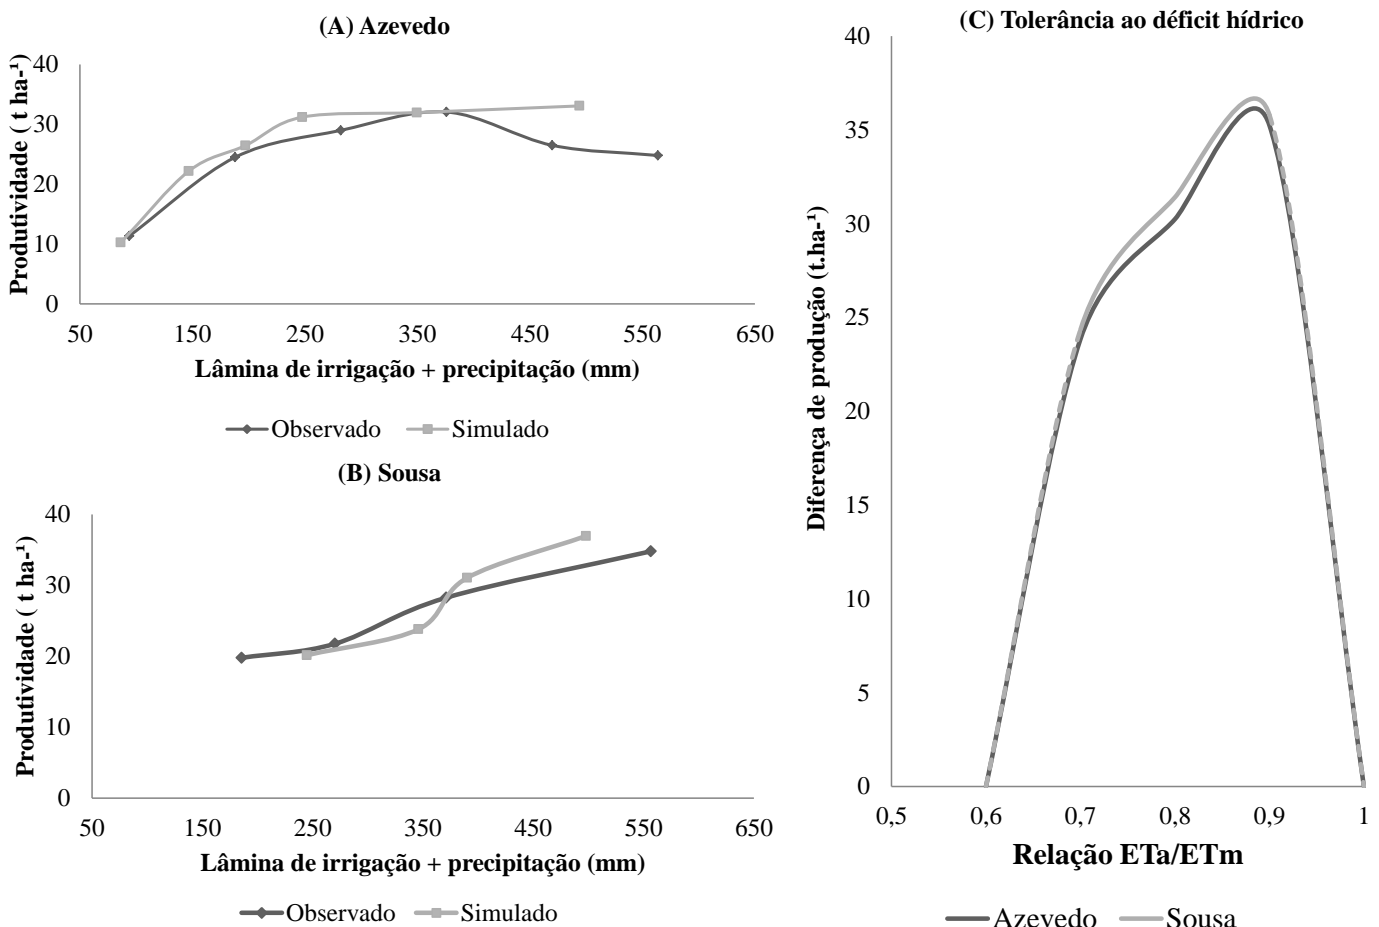 (A) Azevedo
Produtividade ( t ha-¹)
40
30
20
10
0
50 150 250 350 450 550 650
Lâmina de irrigação + precipitação (mm)
Observado Simulado
(B) Sousa
Produtividade ( t ha-¹)
40
30
20
10
0
50 150 250 350 450 550 650
Lâmina de irrigação + precipitação (mm)
Observado Simulado
(C) Tolerância ao déficit hídrico
Diferença de produção (t.ha-¹)
40
35
30
25
20
15
10
5
0
0,5 0,6 0,7 0,8 0,9 1
Relação ETa/ETm
Azevedo Sousa